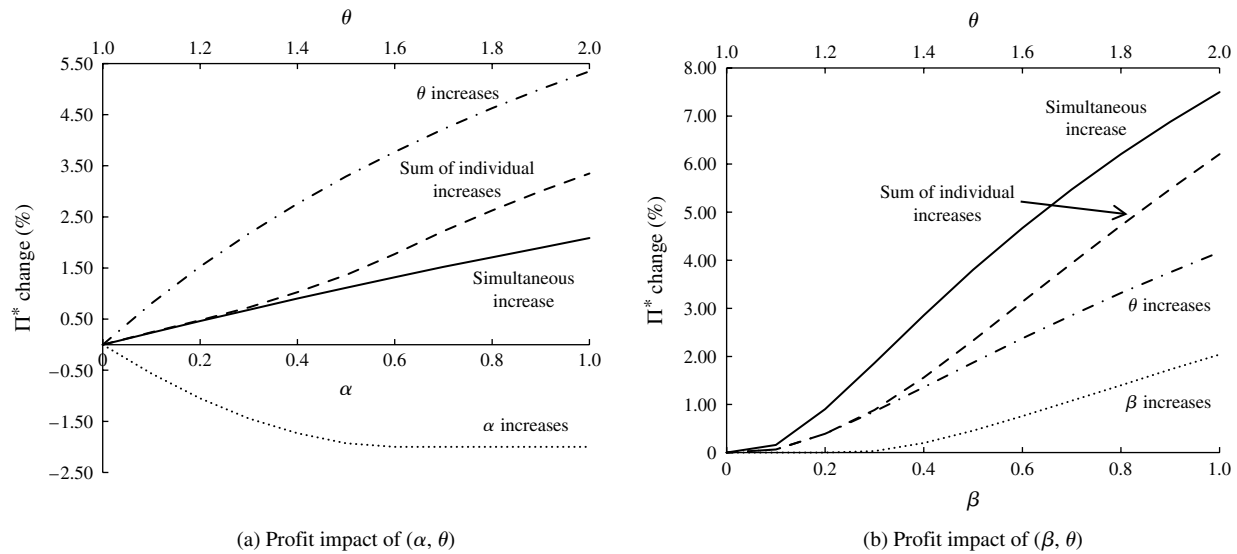 θ
1.0 1.2 1.4 1.6 1.8 2.0
5.50
4.50
3.50
2.50
1.50
0.50
−0.50
−1.50
−2.50
Π* change (%)
θ increases
Sum of individual
increases
Simultaneous
increase
0 0.2 0.4 0.6 0.8 1.0
α
α increases
(a) Profit impact of (α, θ)
θ
1.0 1.2 1.4 1.6 1.8 2.0
8.00
7.00
6.00
5.00
4.00
3.00
2.00
1.00
0
Π* change (%)
Simultaneous
increase
Sum of individual
increases
θ increases
β increases
0 0.2 0.4 0.6 0.8 1.0
β
(b) Profit impact of (β, θ)